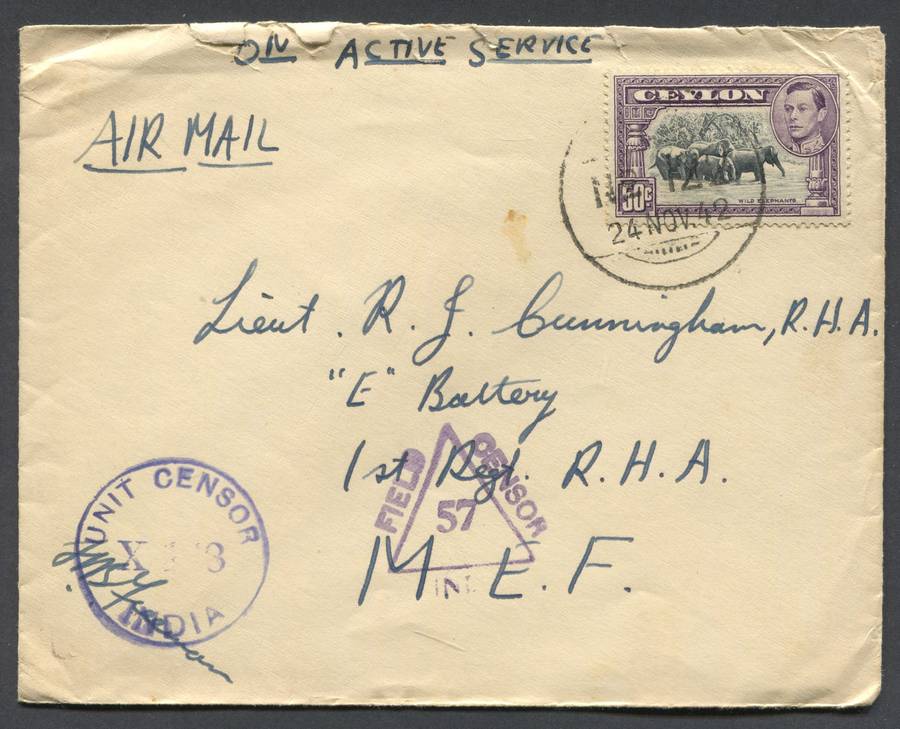 ON ACTIVE SERVICE
AIR MAIL
CEYLON
50c
WILD ELEPHANTS
24 NOV. 42
Lieut. R. J. Cunningham, R.H.A.
"E" Battery
1st Regt. R.H.A.
M.E.F.
FIELD CENSOR
57
UNIT CENSOR
INDIA